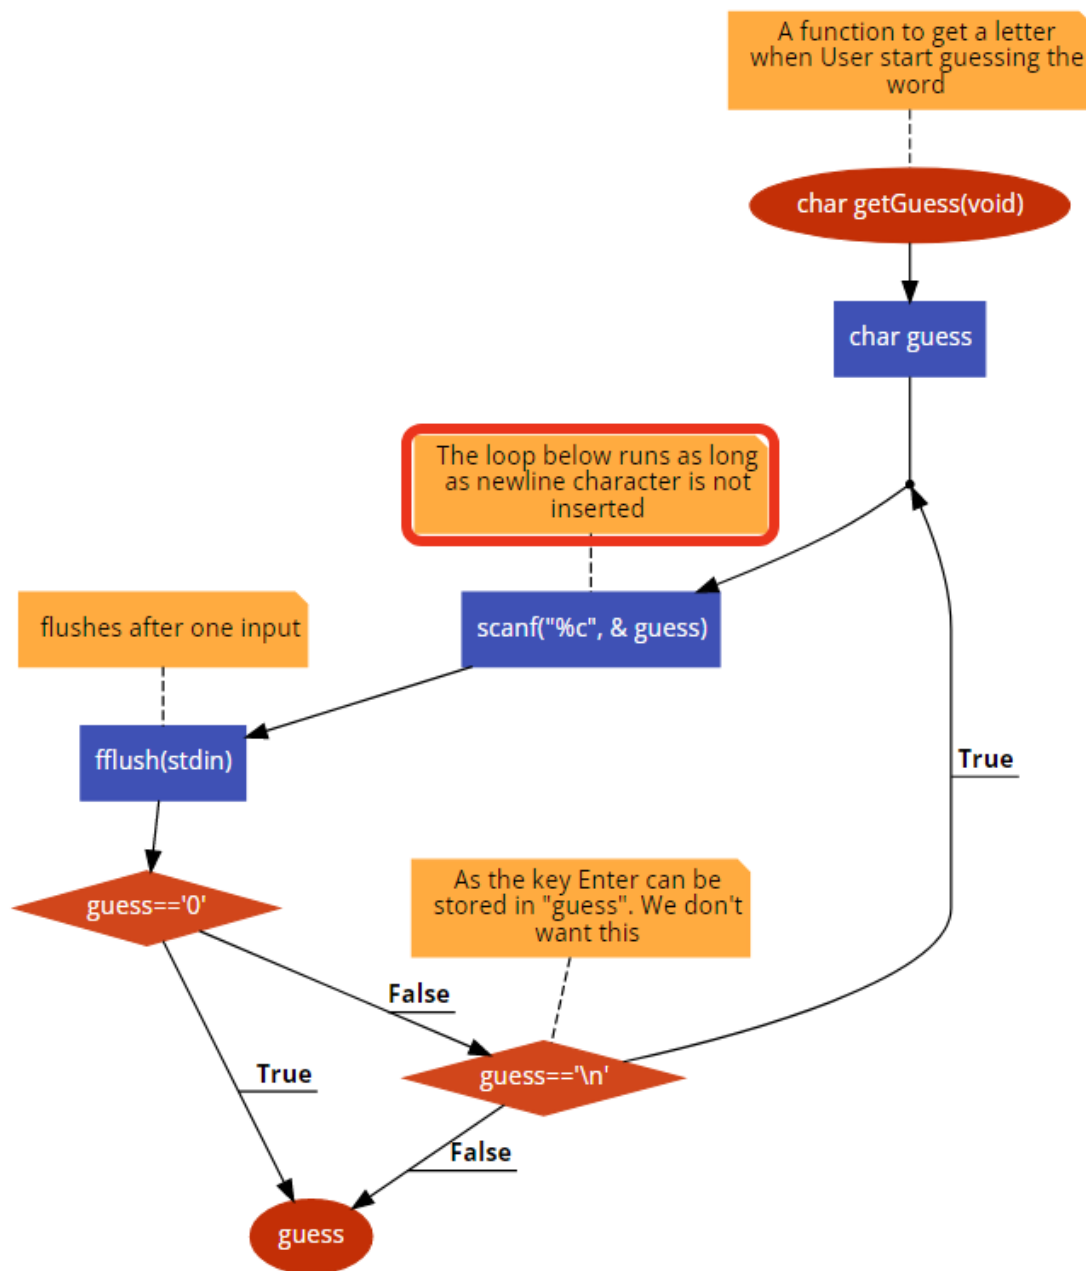 A function to get a letter
when User start guessing the
word
char getGuess(void)
char guess
The loop below runs as long
as newline character is not
inserted
scanf("%c", & guess)
flushes after one input
fflush(stdin)
True
guess=='0'
As the key Enter can be
stored in "guess". We don't
want this
False
True
guess=='\n'
False
guess